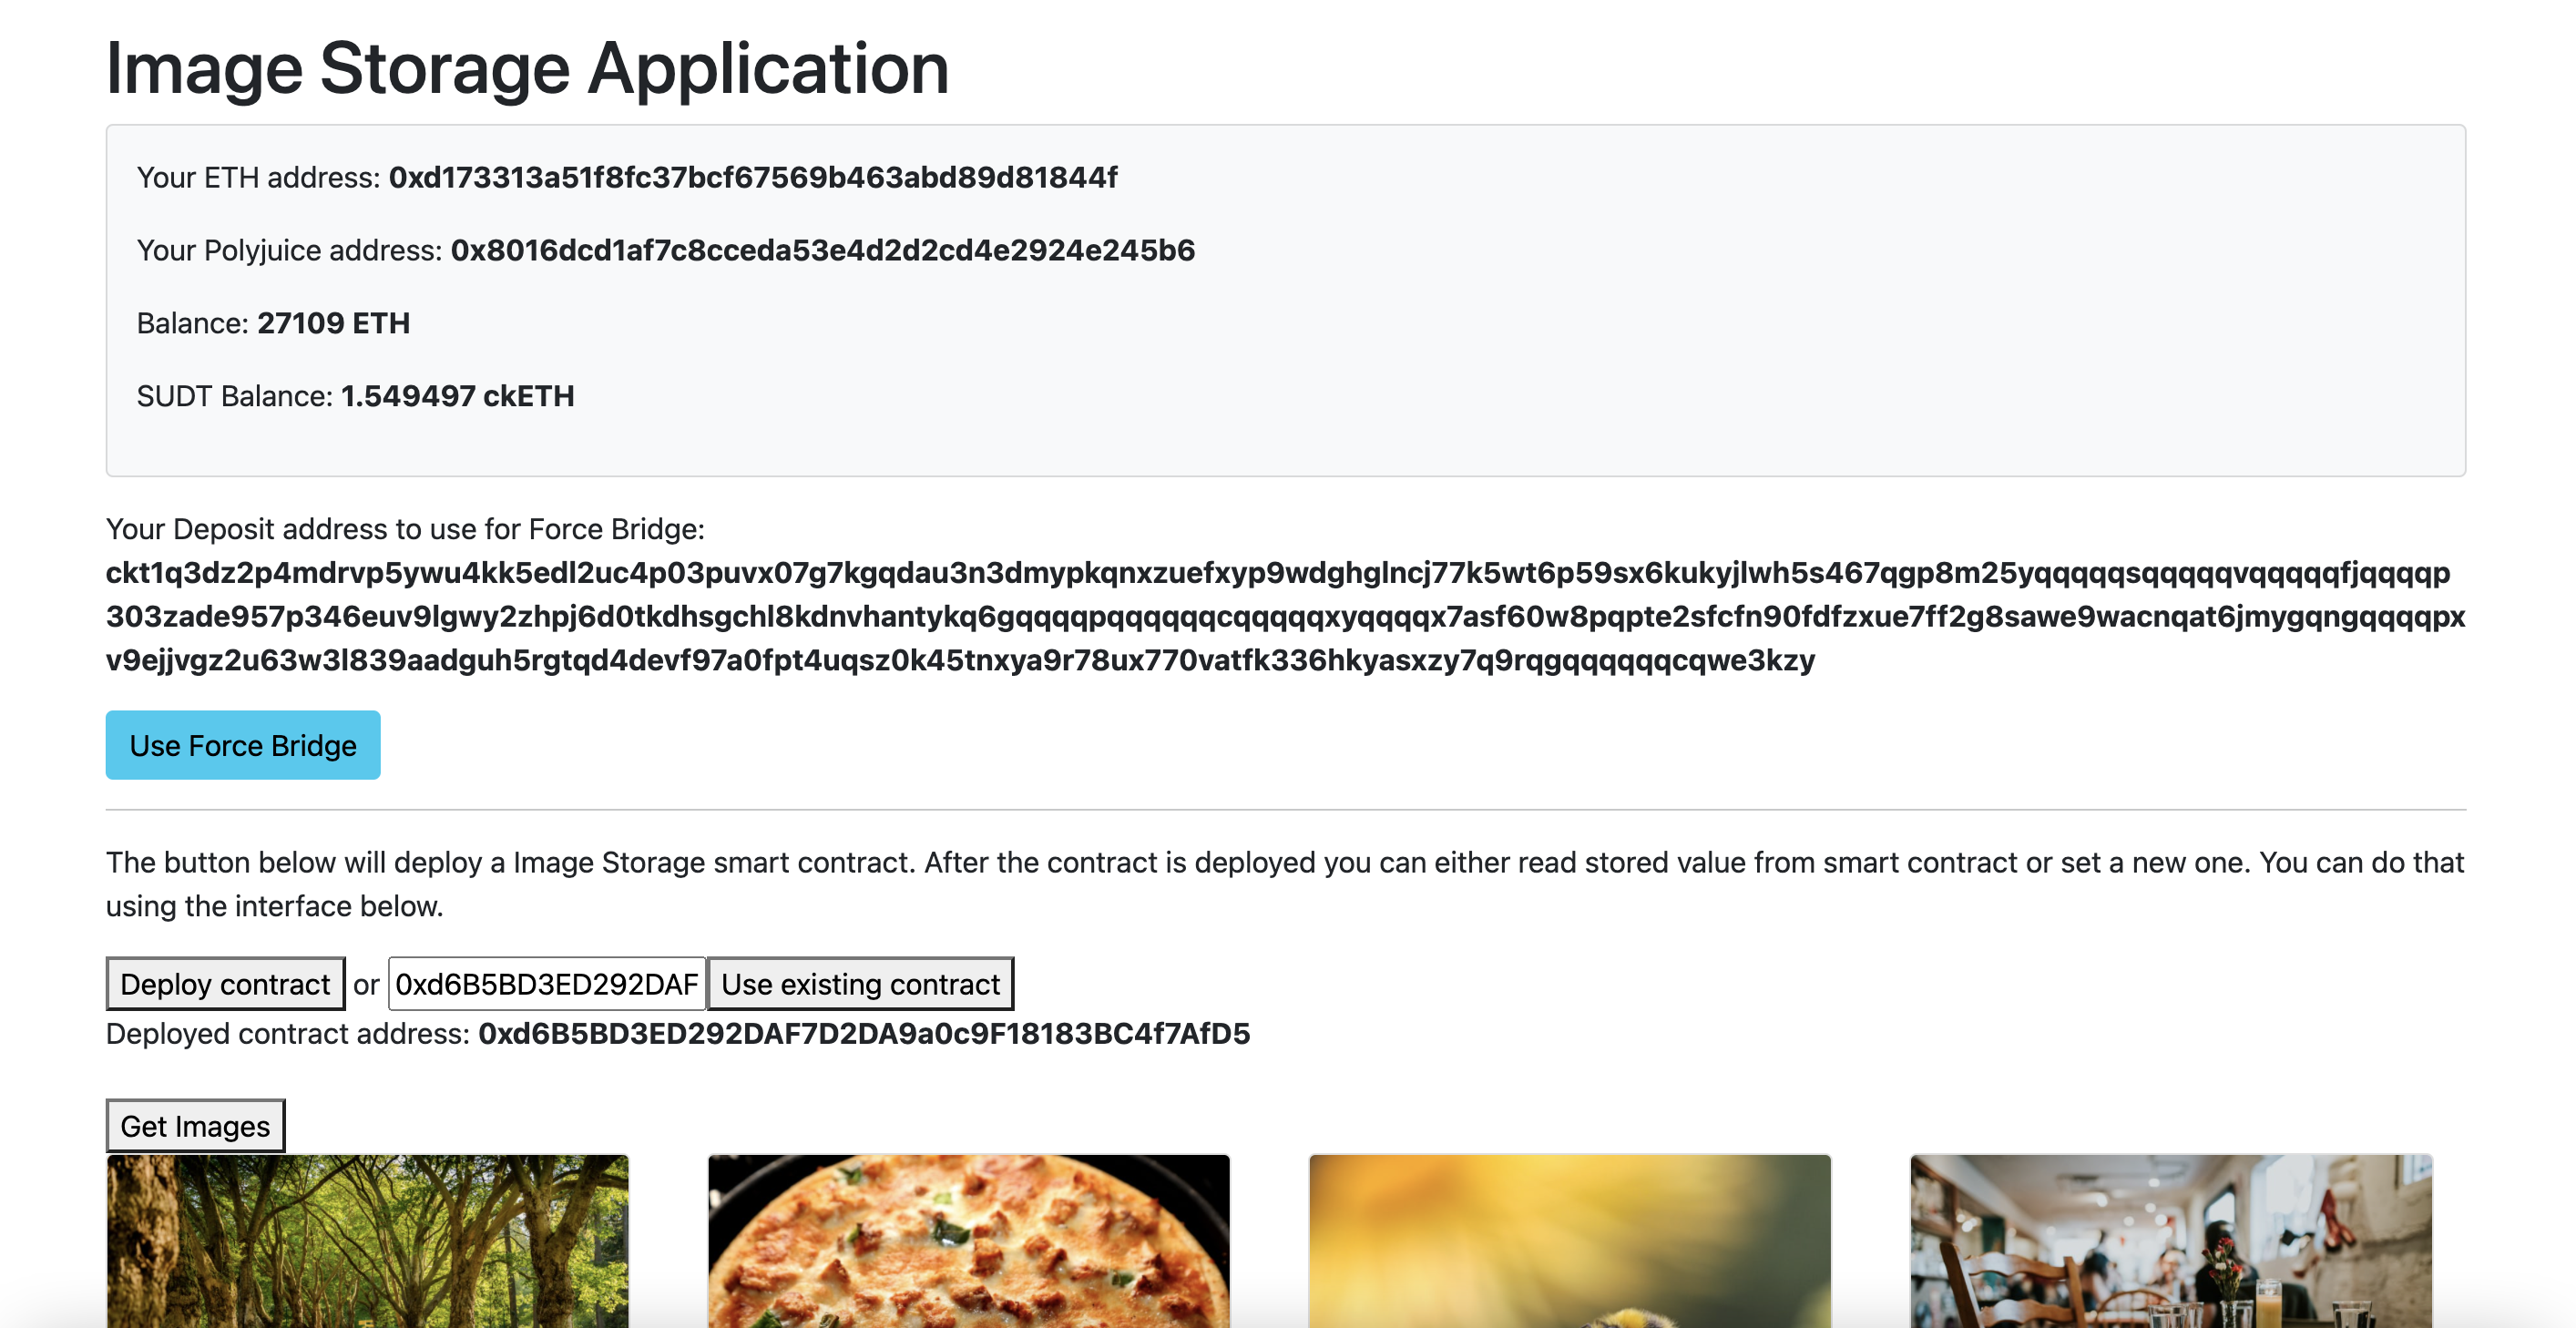 Image Storage Application
Your ETH address: 0xd173313a51f8fc37bcf67569b463abd89d81844f
Your Polyjuice address: 0x8016dcd1af7c8cceda53e4d2d2cd4e2924e245b6
Balance: 27109 ETH
SUDT Balance: 1.549497 ckETH
Your Deposit address to use for Force Bridge:
ckt1q3dz2p4mdrvp5ywu4kk5edl2uc4p03puvx07g7kgqdau3n3dmypkqnxzuefxyp9wdghglncj77k5wt6p59sx6kukyjlwh5s467qgp8m25yqqqqqsqqqqqvqqqqqfjqqqqp
303zade957p346euv9lgwy2zhpj6d0tkdhsgchl8kdnvhantykq6gqqqqpqqqqqqcqqqqqxyqqqqx7asf60w8pqpte2sfcfn90fdfzxue7ff2g8sawe9wacnqat6jmygqngqqqqpx
v9ejjvgz2u63w3l839aadguh5rgtqd4devf97a0fpt4uqsz0k45tnxya9r78ux770vatfk336hkyasxzy7q9rqgqqqqqqcqwe3kzy
Use Force Bridge
The button below will deploy a Image Storage smart contract. After the contract is deployed you can either read stored value from smart contract or set a new one. You can do that
using the interface below.
Deploy contract or 0xd6B5BD3ED292DAF Use existing contract
Deployed contract address: 0xd6B5BD3ED292DAF7D2DA9a0c9F18183BC4f7AfD5
Get Images